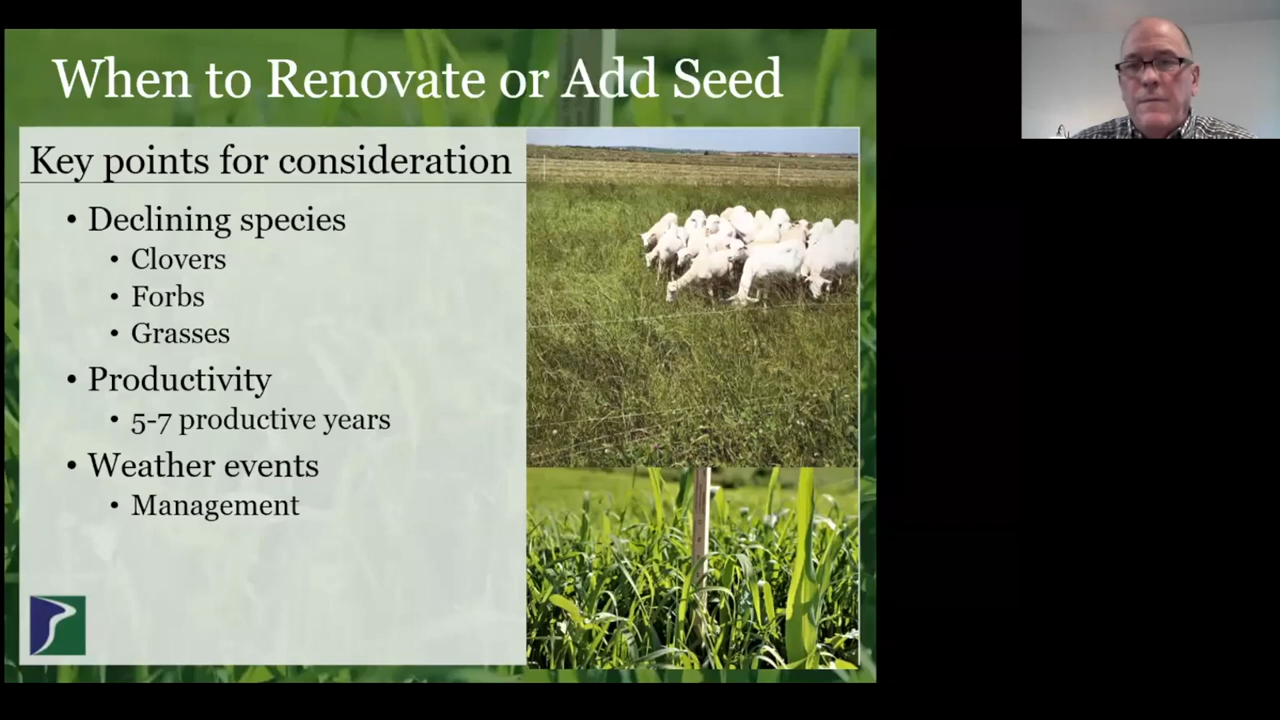 When to Renovate or Add Seed
Key points for consideration
• Declining species
• Clovers
• Forbs
• Grasses
• Productivity
• 5-7 productive years
• Weather events
• Management